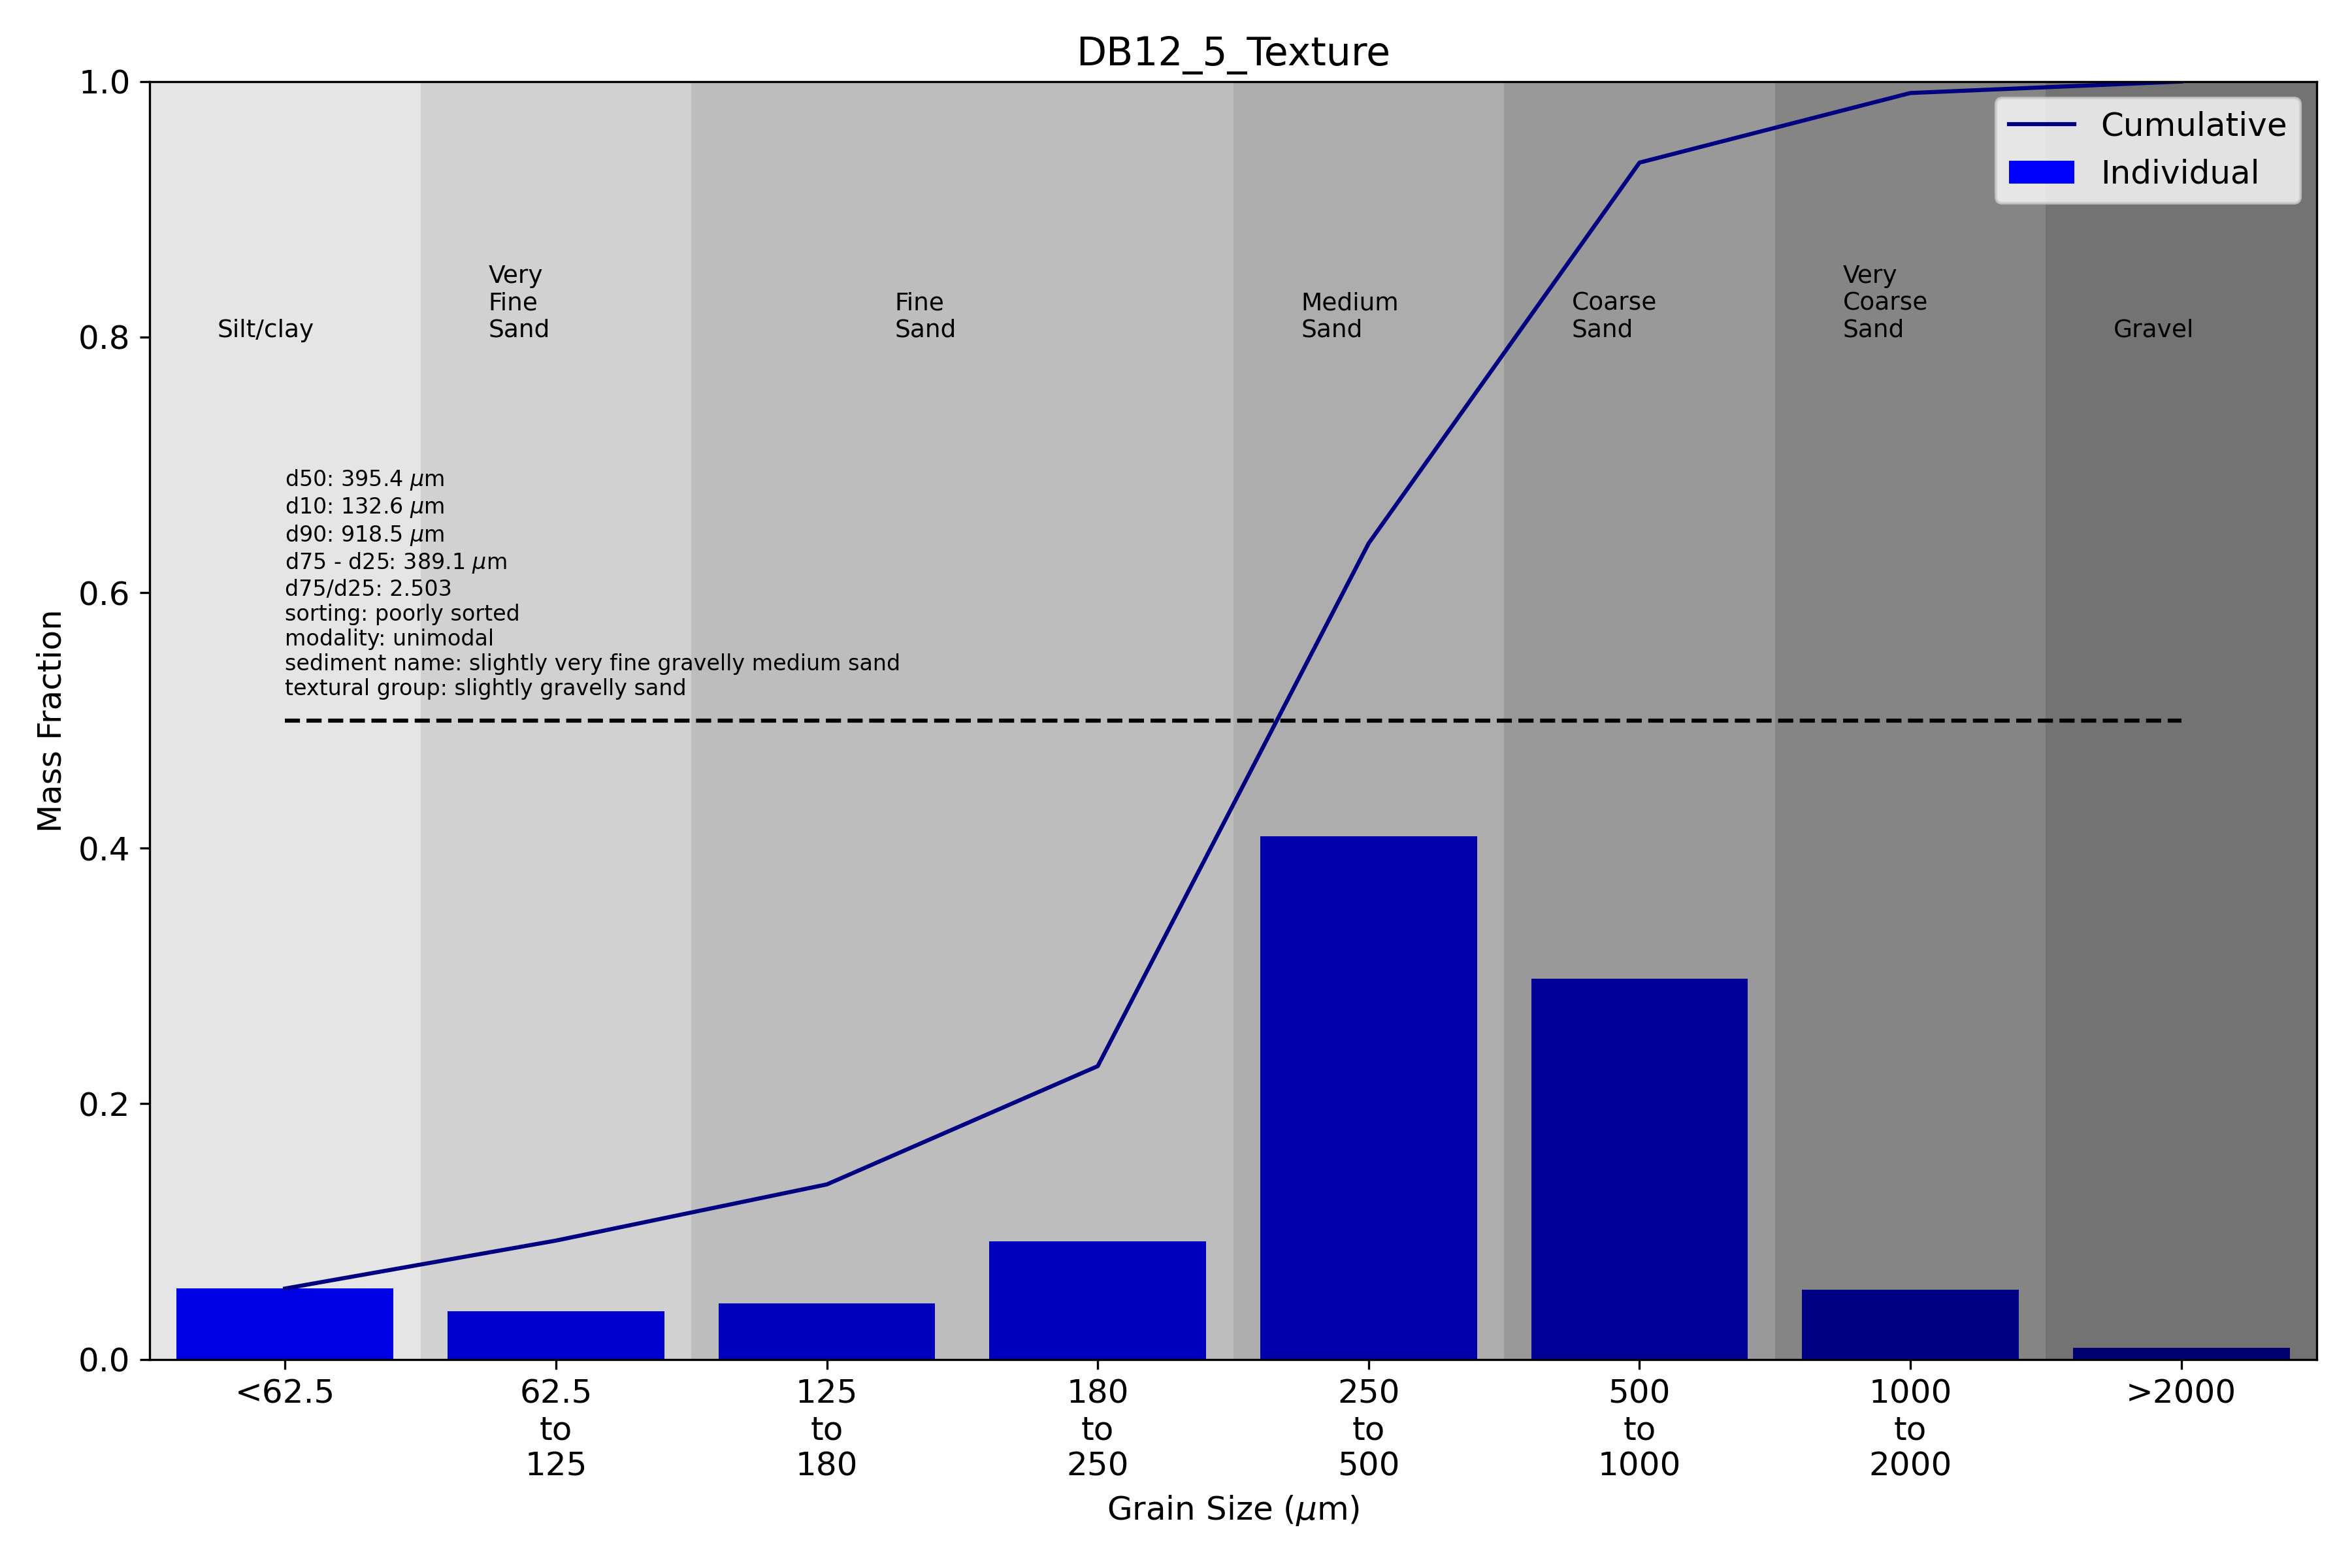 DB12_5_Texture
1.0
0.8
0.6
0.4
0.2
0.0
Mass Fraction
Cumulative
Individual
Silt/clay
Very
Fine
Sand
Fine
Sand
Medium
Sand
Coarse
Sand
Very
Coarse
Sand
Gravel
d50: 395.4 μm
d10: 132.6 μm
d90: 918.5 μm
d75 - d25: 389.1 μm
d75/d25: 2.503
sorting: poorly sorted
modality: unimodal
sediment name: slightly very fine gravelly medium sand
textural group: slightly gravelly sand
<62.5
62.5
to
125
125
to
180
180
to
250
250
to
500
500
to
1000
1000
to
2000
>2000
Grain Size (μm)